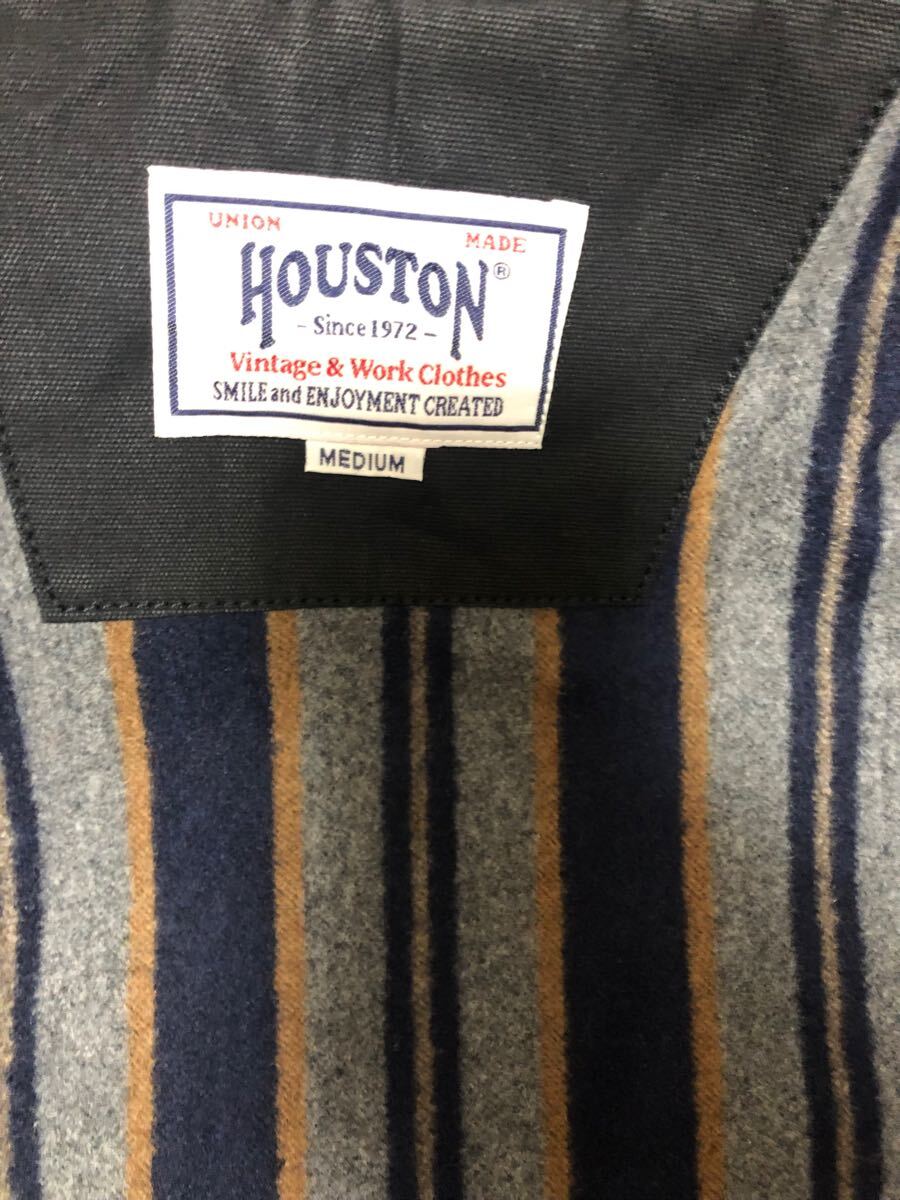 UNION MADE
HOUSTON®
- Since 1972 -
Vintage & Work Clothes
SMILE and ENJOYMENT CREATED
MEDIUM